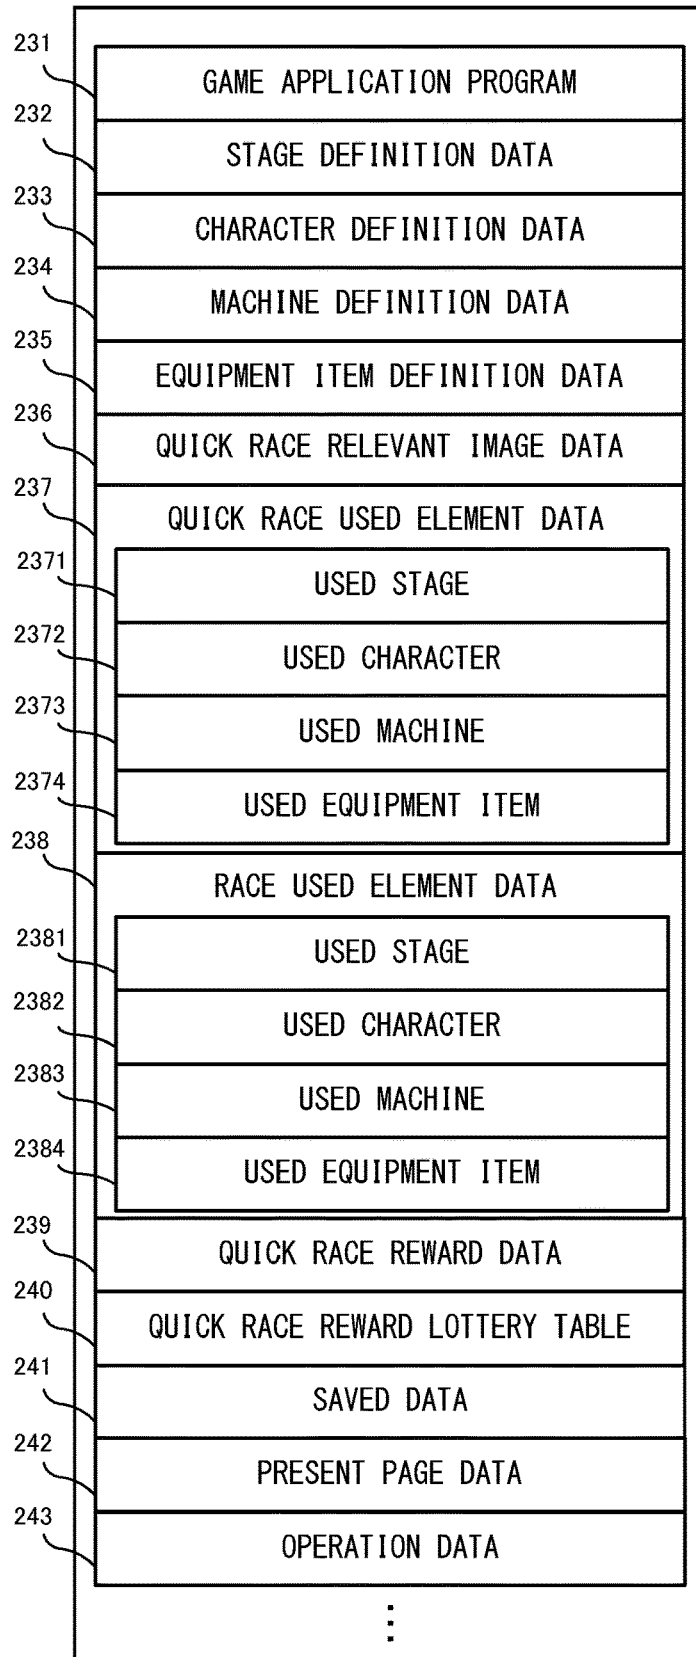 231
GAME APPLICATION PROGRAM
232
STAGE DEFINITION DATA
233
CHARACTER DEFINITION DATA
234
MACHINE DEFINITION DATA
235
EQUIPMENT ITEM DEFINITION DATA
236
QUICK RACE RELEVANT IMAGE DATA
237
QUICK RACE USED ELEMENT DATA
2371
USED STAGE
2372
USED CHARACTER
2373
USED MACHINE
2374
USED EQUIPMENT ITEM
238
RACE USED ELEMENT DATA
2381
USED STAGE
2382
USED CHARACTER
2383
USED MACHINE
2384
USED EQUIPMENT ITEM
239
QUICK RACE REWARD DATA
240
QUICK RACE REWARD LOTTERY TABLE
241
SAVED DATA
242
PRESENT PAGE DATA
243
OPERATION DATA
⋮